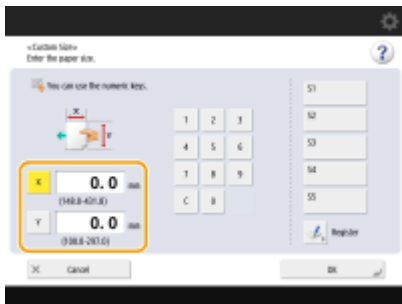 <Custom Size>
Enter the paper size.
?
You can use the numeric keys.
X
Y
1 2 3
4 5 6
7 8 9
C 0
X 0.0 mm
(148.0-431.8)
Y 0.0 mm
(100.0-297.0)
S1
S2
S3
S4
S5
Register
Cancel
OK